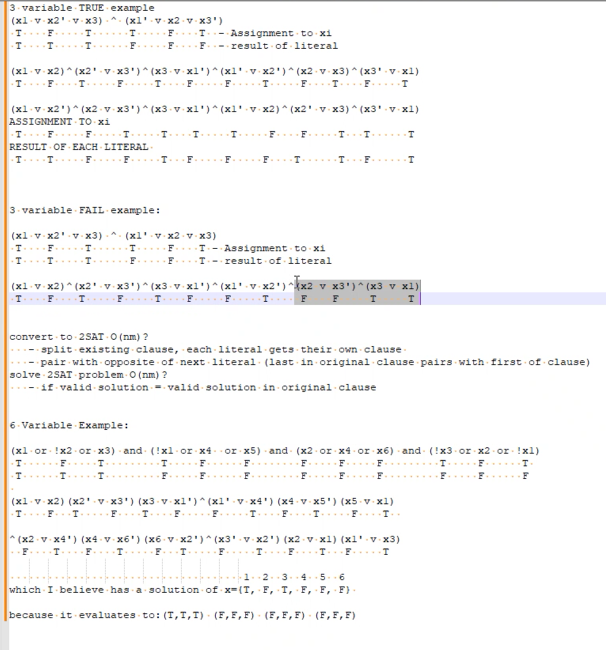 3 variable TRUE example
(x1 v x2' v x3) ^ (x1' v x2 v x3')
T F T T F T - Assignment to xi
T T T F F F - result of literal
(x1 v x2)^(x2' v x3')^(x3 v x1')^(x1' v x2')^(x2 v x3)^(x3' v x1)
T F T F T F T F T F T
(x1 v x2')^(x2 v x3')^(x3 v x1')^(x1' v x2)^(x2' v x3)^(x3' v x1)
ASSIGNMENT TO xi
T F F T T T T F F T T T
RESULT OF EACH LITERAL
T T F F T F F F T T F T
3 variable FAIL example:
(x1 v x2' v x3) ^ (x1' v x2 v x3)
T F T T F T - Assignment to xi
T T T F F T - result of literal
(x1 v x2)^(x2' v x3')^(x3 v x1')^(x1' v x2')^(x2 v x3')^(x3 v x1)
T F T F T F F T F F T T
convert to 2SAT O(nm)?
- split existing clause, each literal gets their own clause
- pair with opposite of next literal (last in original clause pairs with first of clause)
solve 2SAT problem O(nm)?
- if valid solution = valid solution in original clause
6 Variable Example:
(x1 or !x2 or x3) and (!x1 or x4 or x5) and (x2 or x4 or x6) and (!x3 or x2 or !x1)
T F T T F F F F F T F T
T T T F F F F F F F F F
(x1 v x2)(x2' v x3')(x3 v x1')^(x1' v x4')(x4 v x5')(x5 v x1)
T F T F T F F T F T F T
^(x2 v x4')(x4 v x6')(x6 v x2')^(x3' v x2')(x2 v x1)(x1' v x3)
F T F T F T F T F T F T
1 2 3 4 5 6
which I believe has a solution of x={T, F, T, F, F, F}
because it evaluates to:(T,T,T) (F,F,F) (F,F,F) (F,F,F)